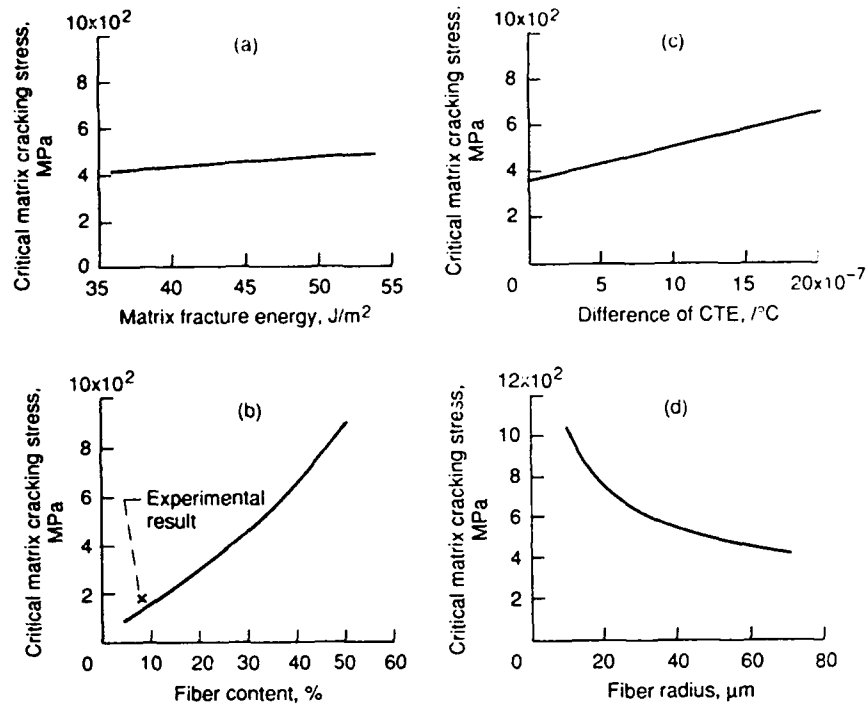 10x10²
(a)
8
6
4
2
0
35
40
45
50
55
Matrix fracture energy, J/m²
Critical matrix cracking stress,
MPa
10x10²
(c)
8
6
4
2
0
5
10
15
20x10⁻⁷
Difference of CTE, /°C
Critical matrix cracking stress,
MPa
10x10²
(b)
8
6
4
2
Experimental
result
0
10
20
30
40
50
60
Fiber content, %
Critical matrix cracking stress,
MPa
12x10²
(d)
10
8
6
4
2
0
20
40
60
80
Fiber radius, μm
Critical matrix cracking stress,
MPa